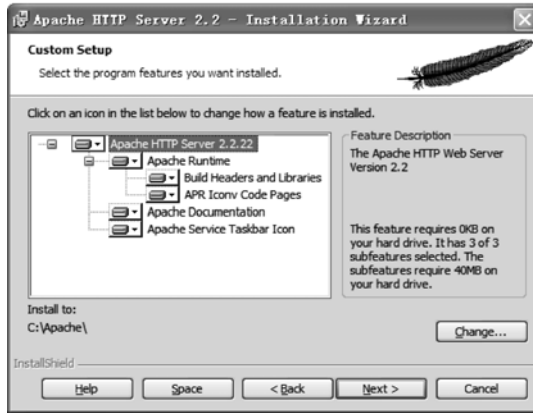 Apache HTTP Server 2.2 - Installation Wizard
Custom Setup
Select the program features you want installed.
Click on an icon in the list below to change how a feature is installed.
Apache HTTP Server 2.2.22
Apache Runtime
Build Headers and Libraries
APR Iconv Code Pages
Apache Documentation
Apache Service Taskbar Icon
Feature Description
The Apache HTTP Web Server
Version 2.2
This feature requires 0KB on
your hard drive. It has 3 of 3
subfeatures selected. The
subfeatures require 40MB on
your hard drive.
Install to:
C:\Apache\
Change...
InstallShield
Help
Space
< Back
Next >
Cancel